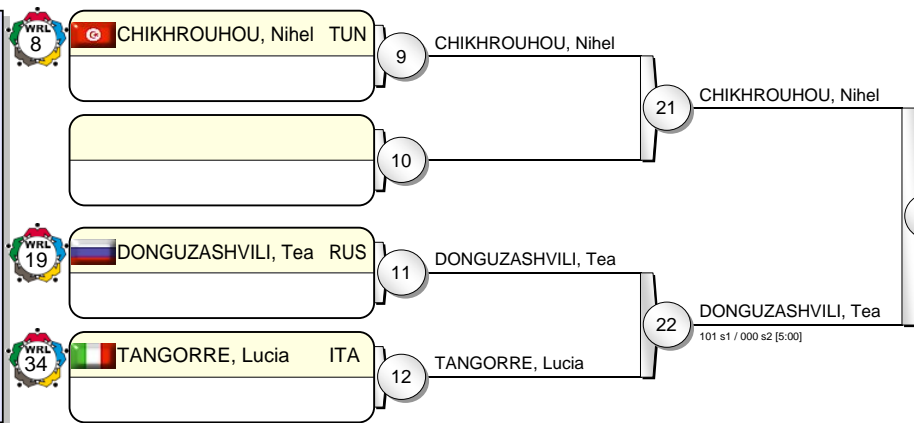 WRL
8
CHIKHROUHOU, Nihel TUN
9
CHIKHROUHOU, Nihel
21
CHIKHROUHOU, Nihel
10
WRL
19
DONGUZASHVILI, Tea RUS
11
DONGUZASHVILI, Tea
22
DONGUZASHVILI, Tea
101 s1 / 000 s2 [5:00]
WRL
34
TANGORRE, Lucia ITA
12
TANGORRE, Lucia